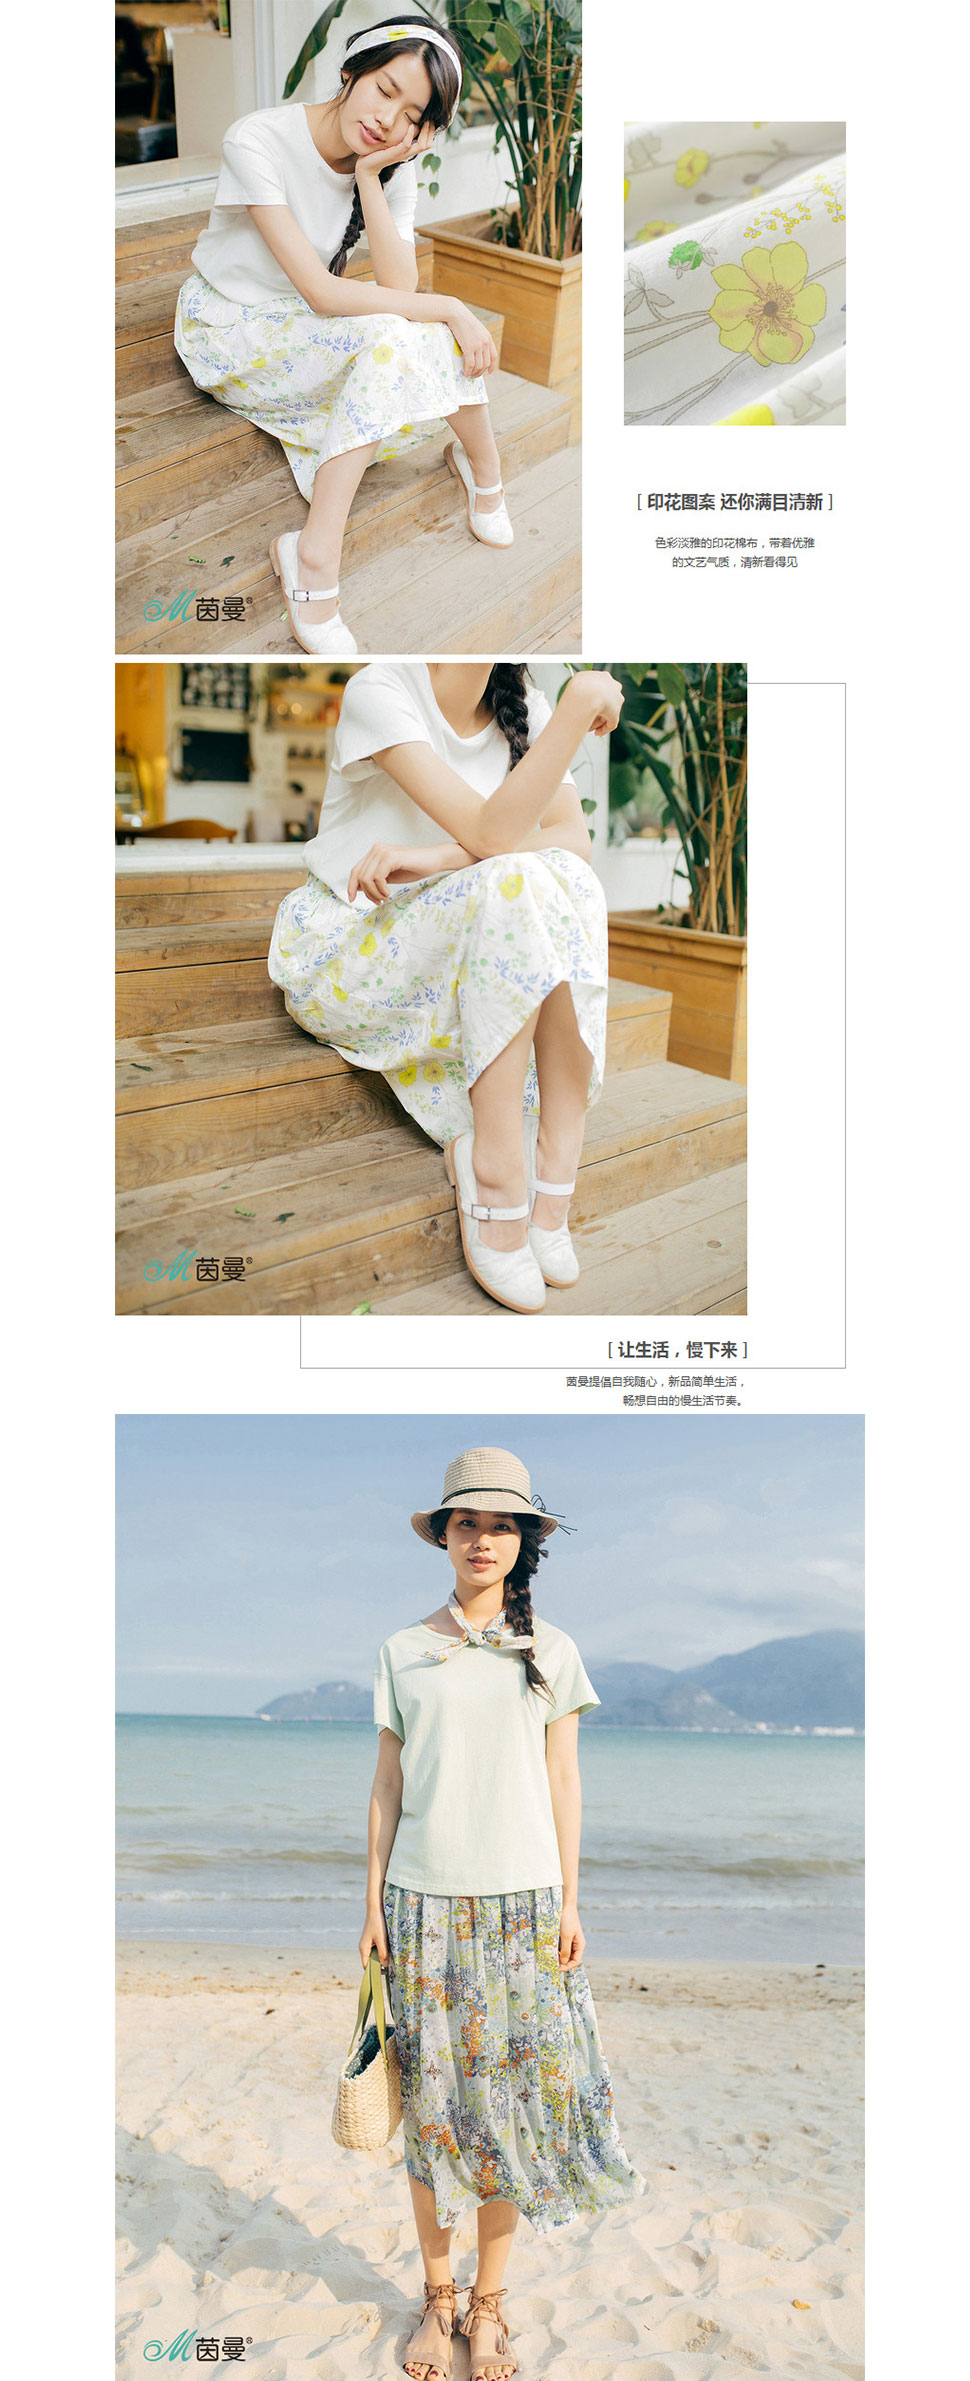 [ 印花图案 还你满目清新 ]
色彩淡雅的印花棉布，带着优雅
的文艺气质，清新看得见
M茵曼®
M茵曼®
[ 让生活，慢下来 ]
茵曼提倡自我随心，新品简单生活，
畅想自由的慢生活节奏。
M茵曼®